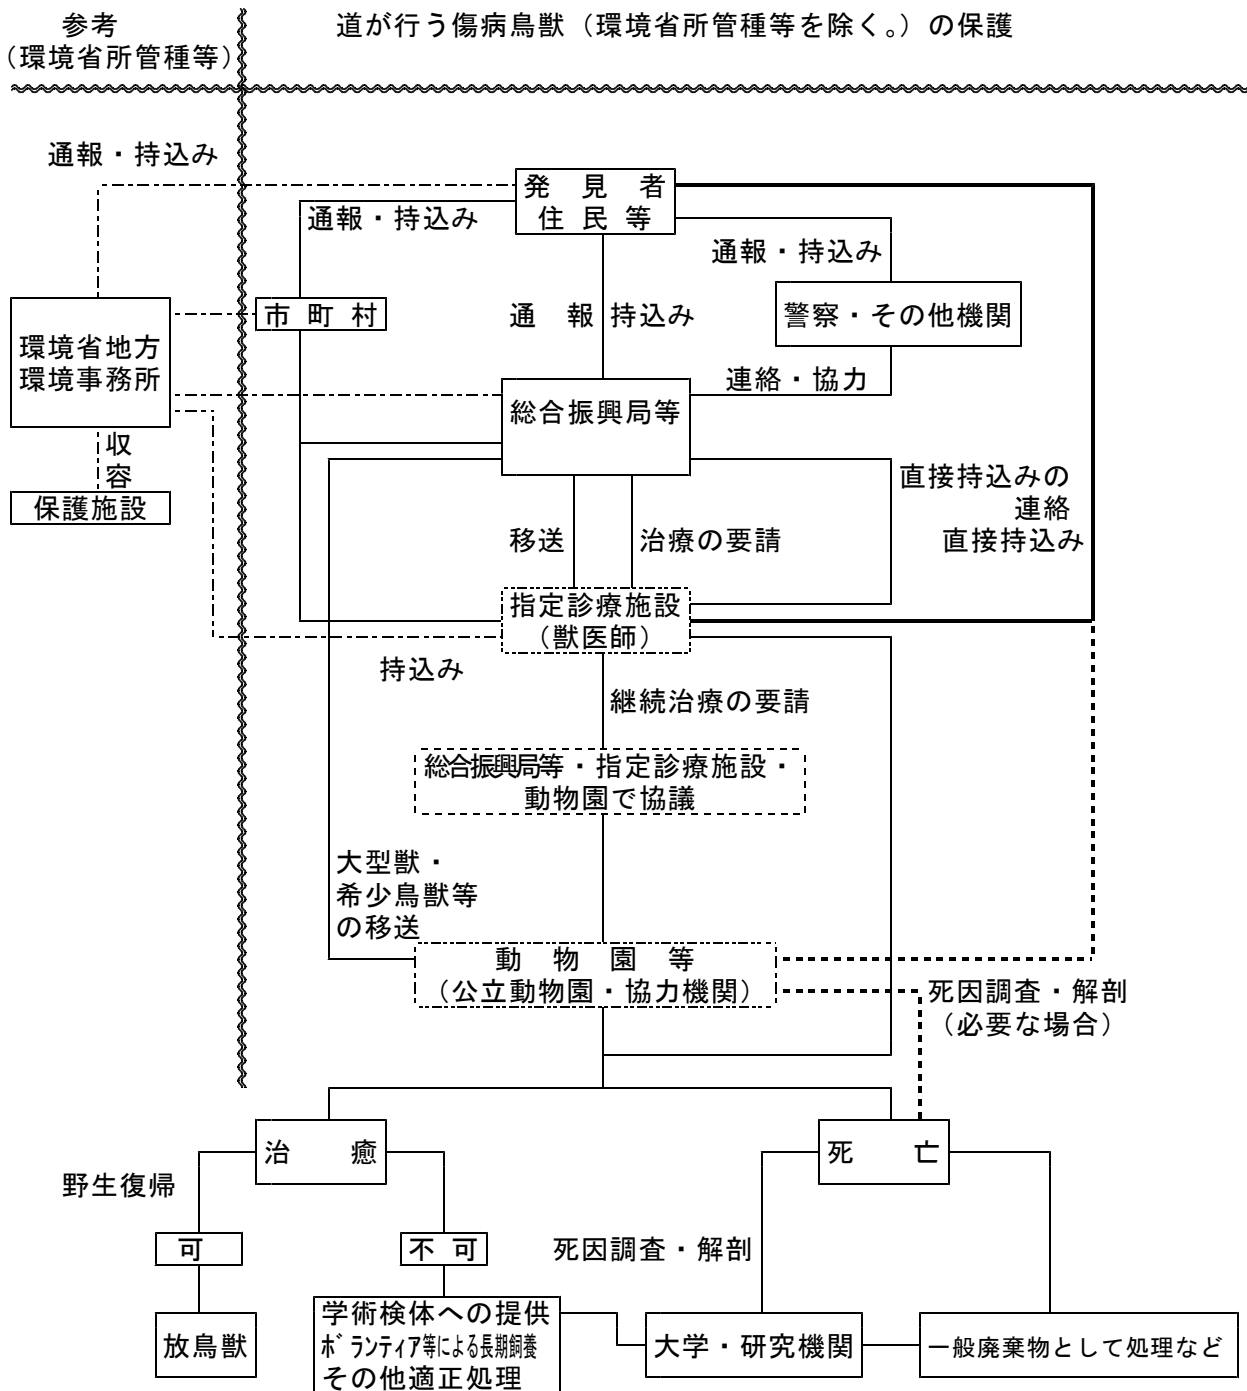 参考
（環境省所管種等）
道が行う傷病鳥獣（環境省所管種等を除く。）の保護
通報・持込み
発　見　者
住 民 等
通報・持込み
通報・持込み
市 町 村
通　報
持込み
警察・その他機関
環境省地方
環境事務所
連絡・協力
総合振興局等
収
容
保護施設
直接持込みの
連絡
直接持込み
移送
治療の要請
指定診療施設
（獣医師）
持込み
継続治療の要請
総合振興局等・指定診療施設・
動物園で協議
大型獣・
希少鳥獣等
の移送
動　物　園　等
（公立動物園・協力機関）
死因調査・解剖
（必要な場合）
治　　癒
死　　亡
野生復帰
可
不 可
死因調査・解剖
放鳥獣
学術検体への提供
ボランティア等による長期飼養
その他適正処理
大学・研究機関
一般廃棄物として処理など